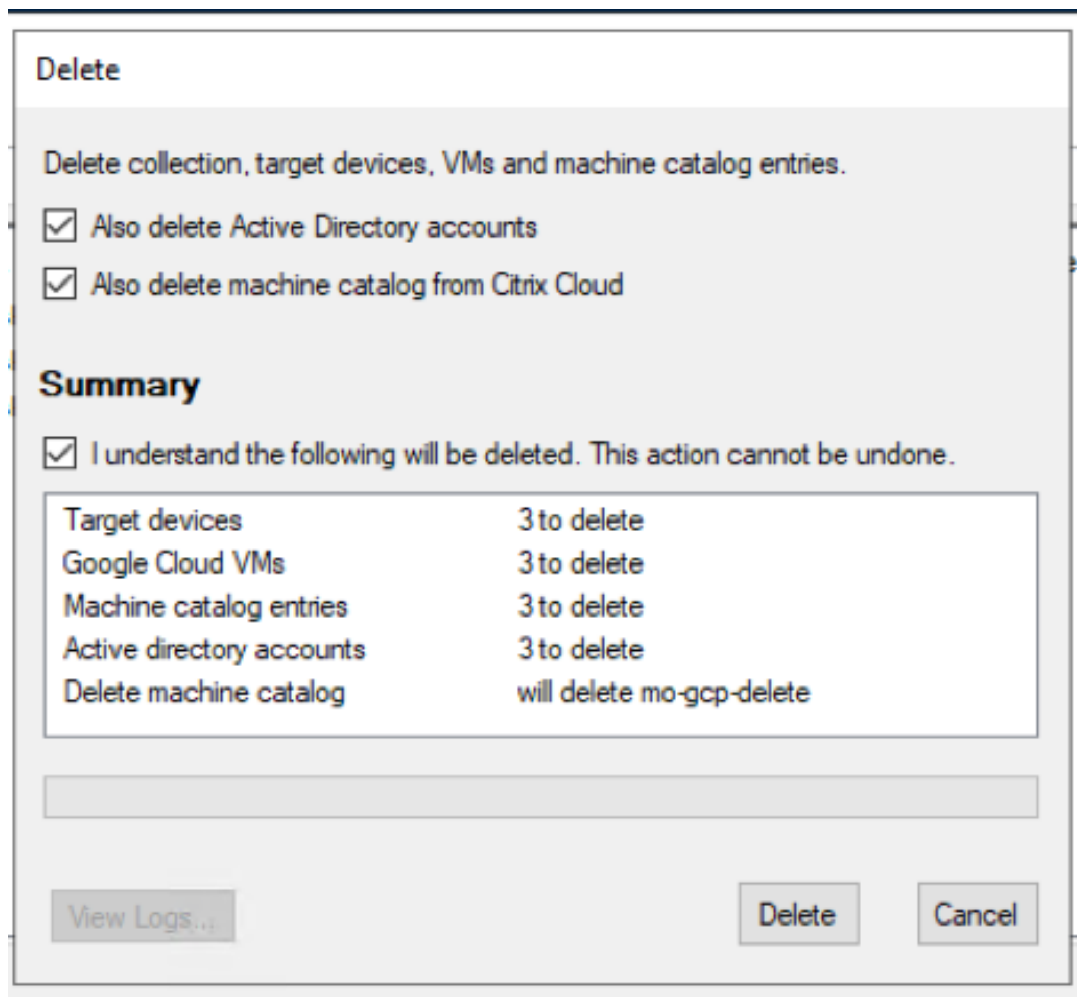 Delete
Delete collection, target devices, VMs and machine catalog entries.
Also delete Active Directory accounts
Also delete machine catalog from Citrix Cloud
Summary
I understand the following will be deleted. This action cannot be undone.
Target devices 3 to delete
Google Cloud VMs 3 to delete
Machine catalog entries 3 to delete
Active directory accounts 3 to delete
Delete machine catalog will delete mo-gcp-delete
View Logs... Delete Cancel